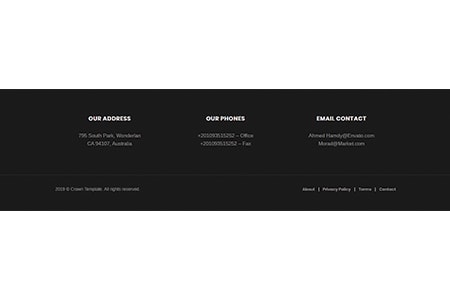 OUR ADDRESS
795 South Park, Wonderlan
CA 94107, Australia
OUR PHONES
+201093515252 – Office
+201093515252 – Fax
EMAIL CONTACT
Ahmed Hamdy@Envato.com
Morad@Market.com
2019 © Crown Template. All rights reserved.
About | Privacy Policy | Terms | Contact